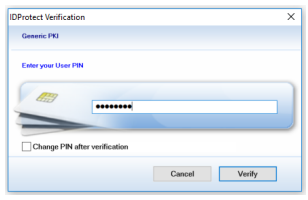 IDProtect Verification
Generic PKI
Enter your User PIN
●●●●●●●●
Change PIN after verification
Cancel Verify